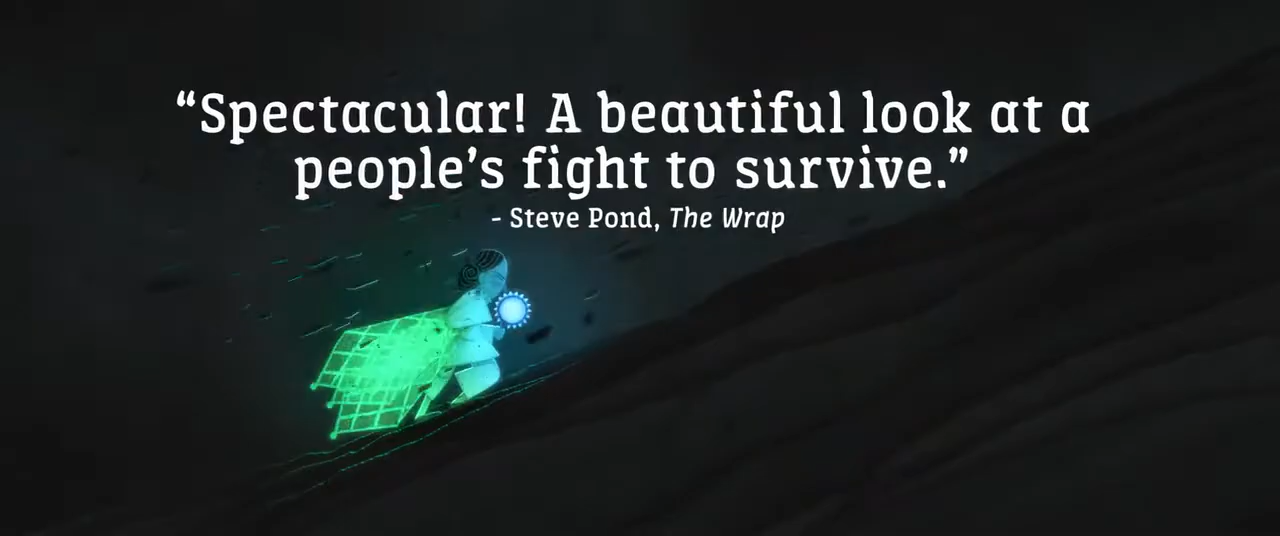 “Spectacular! A beautiful look at a
people’s fight to survive.”
- Steve Pond, The Wrap